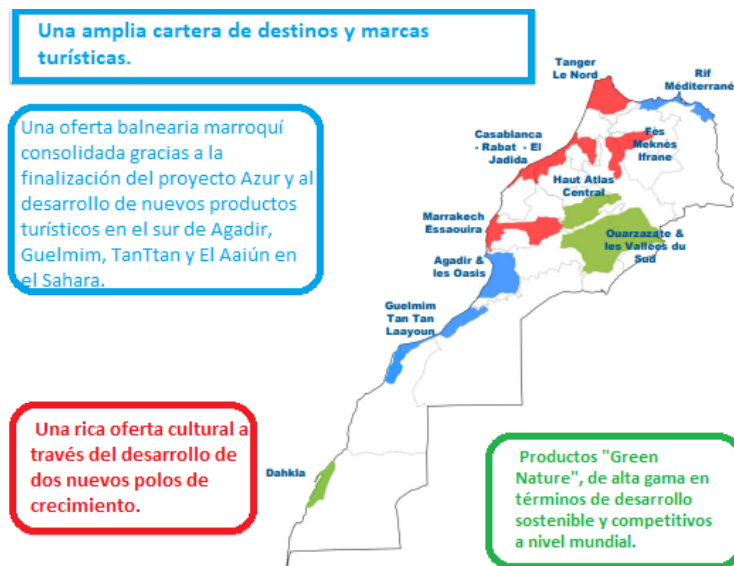 Una amplia cartera de destinos y marcas
turísticas.
Una oferta balnearia marroquí
consolidada gracias a la
finalización del proyecto Azur y al
desarrollo de nuevos productos
turísticos en el sur de Agadir,
Guelmim, TanTtan y El Aaiún en
el Sahara.
Tanger
Le Nord
Rif
Méditerrané
Casablanca
- Rabat - El
Jadida
Fès
Meknès
Ifrane
Haut Atlas
Central
Marrakech
Essaouira
Ouarzazate &
les Vallées du
Sud
Agadir &
les Oasis
Guelmim
Tan Tan
Laayoun
Dahkla
Una rica oferta cultural a
través del desarrollo de
dos nuevos polos de
crecimiento.
Productos "Green
Nature", de alta gama en
términos de desarrollo
sostenible y competitivos
a nivel mundial.